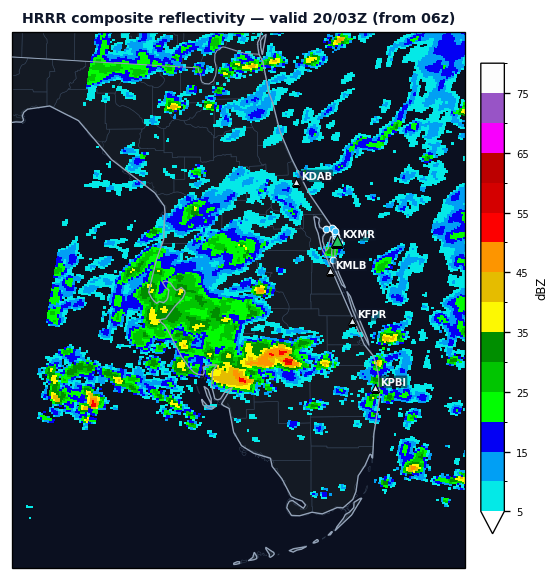 HRRR composite reflectivity — valid 20/03Z (from 06z)
75
65
55
45
35
25
15
5
dBZ
KDAB
KXMR
KMLB
KFPR
KPBI